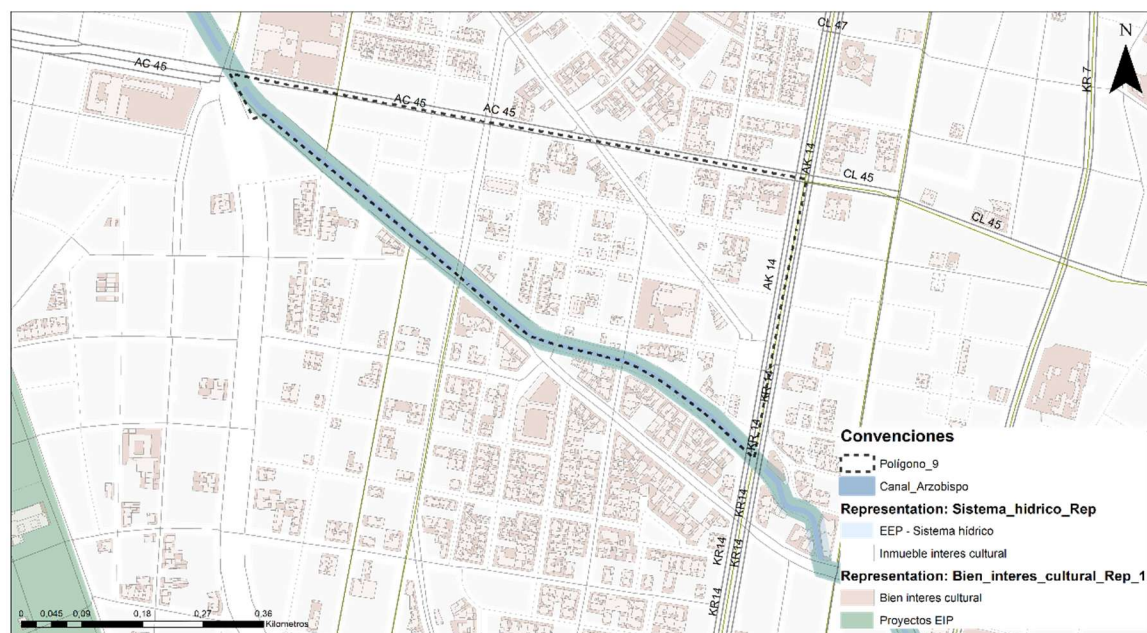 CL 47
N
AC 45
KR 7
AC 45
AC 45
AK 14
CL 45
CL 45
AK 14
KR 14
KR 14
Convenciones
Polígono_9
Canal_Arzobispo
Representation: Sistema_hidrico_Rep
EEP - Sistema hídrico
Inmueble interes cultural
Representation: Bien_interes_cultural_Rep_1
Bien interes cultural
Proyectos EIP
KR14
KR14
KR14
KR14
0 0,045 0,09 0,18 0,27 0,36
Kilometros